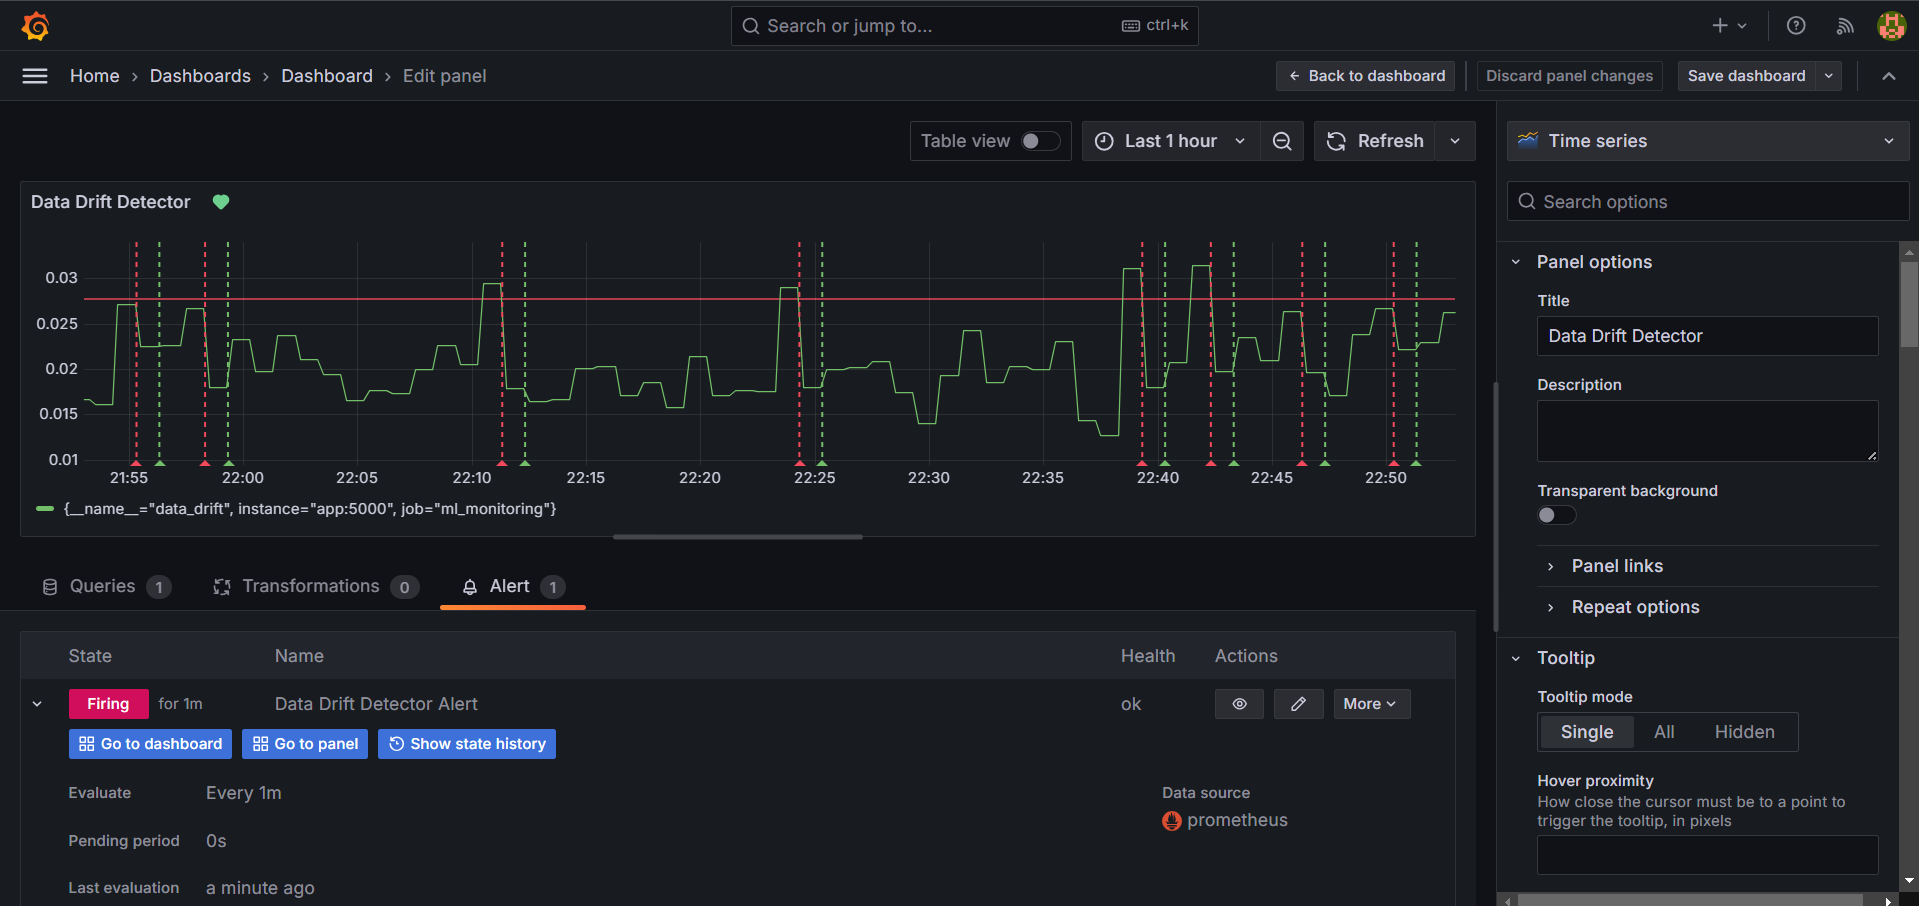 Search or jump to...
ctrl+k
Home › Dashboards › Dashboard › Edit panel
Back to dashboard
Discard panel changes
Save dashboard
Table view
Last 1 hour
Refresh
Data Drift Detector
0.03
0.025
0.02
0.015
0.01
21:55 22:00 22:05 22:10 22:15 22:20 22:25 22:30 22:35 22:40 22:45 22:50
{__name__="data_drift", instance="app:5000", job="ml_monitoring"}
Queries 1
Transformations 0
Alert 1
State Name Health Actions
Firing for 1m Data Drift Detector Alert ok More
Go to dashboard
Go to panel
Show state history
Evaluate Every 1m
Pending period 0s
Last evaluation a minute ago
Data source
prometheus
Time series
Search options
Panel options
Title
Data Drift Detector
Description
Transparent background
Panel links
Repeat options
Tooltip
Tooltip mode
Single All Hidden
Hover proximity
How close the cursor must be to a point to
trigger the tooltip, in pixels